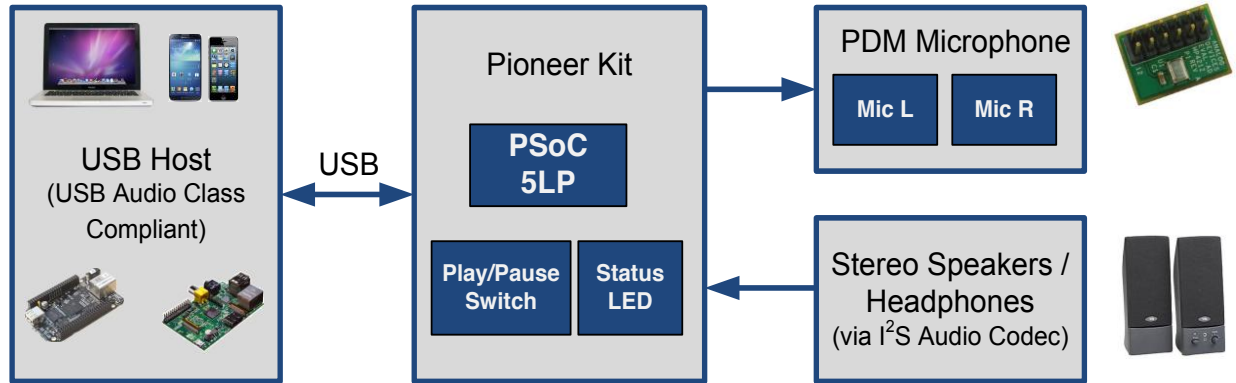 USB Host
(USB Audio Class
Compliant)
USB
Pioneer Kit
PSoC
5LP
Play/Pause
Switch
Status
LED
PDM Microphone
Mic L
Mic R
Stereo Speakers /
Headphones
(via I²S Audio Codec)